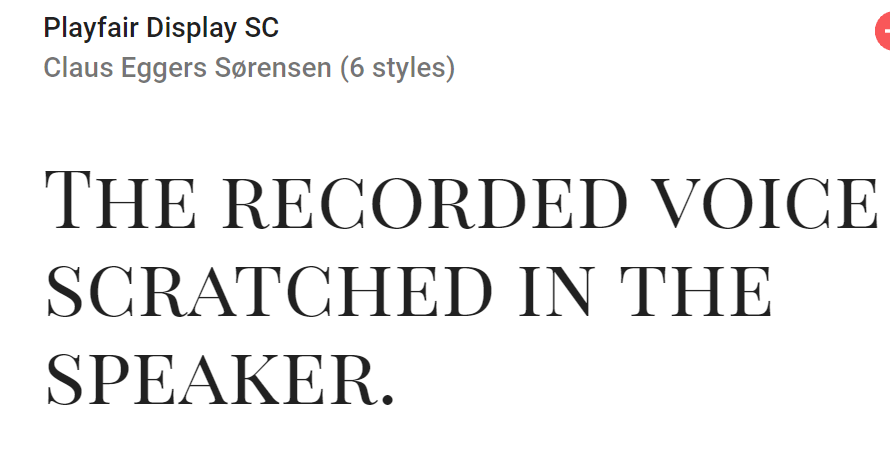 Playfair Display SC
Claus Eggers Sørensen (6 styles)
The recorded voice
scratched in the
speaker.